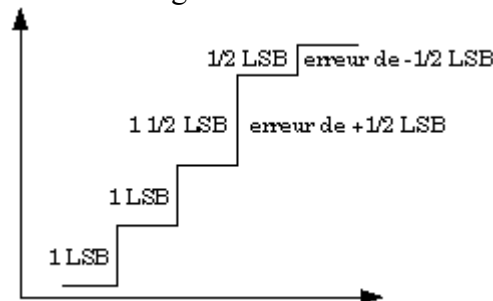 1/2 LSB erreur de -1/2 LSB
1 1/2 LSB erreur de +1/2 LSB
1 LSB
1 LSB